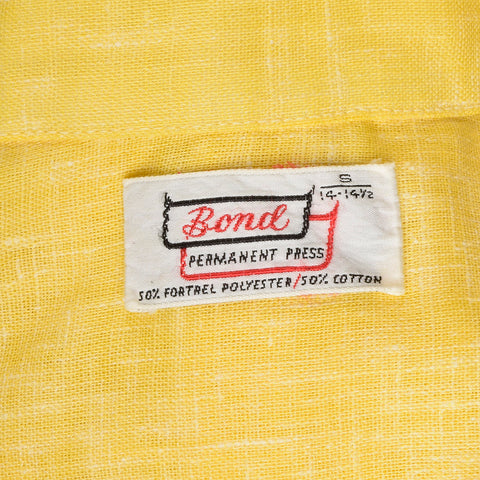 S
14-14½
Bond
PERMANENT PRESS
50% FORTREL POLYESTER/50% COTTON